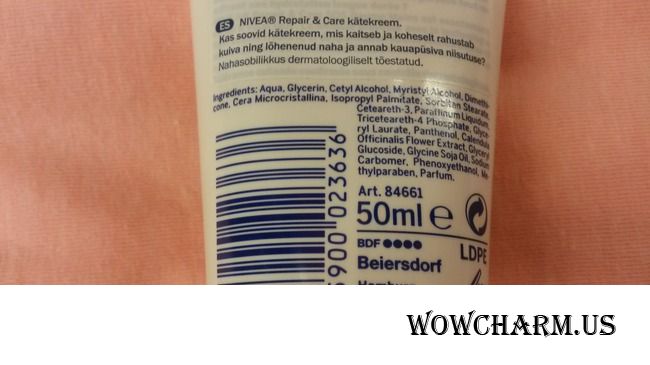 ES NIVEA® Repair & Care kätekreem.
Kas soovid kätekreem, mis kaitseb ja koheselt rahustab
kuiva ning lõhenenud naha ja annab kauapüsiva niisutuse?
Nahasobilikkus dermatoloogiliselt tõestatud.
Ingredients: Aqua, Glycerin, Cetyl Alcohol, Myristyl Alcohol, Dimethi-
cone, Cera Microcristallina, Isopropyl Palmitate, Sorbitan Stearate,
Ceteareth-3, Paraffinum Liquidum,
Triceteareth-4 Phosphate, Glyce-
ryl Laurate, Panthenol, Calendula
Officinalis Flower Extract, Glyceryl
Glucoside, Glycine Soja Oil, Sodium
Carbomer, Phenoxyethanol, Me-
thylparaben, Parfum.
Art. 84661
50ml e
BDF
LDPE
Beiersdorf
5900 023636
WOWCHARM.US